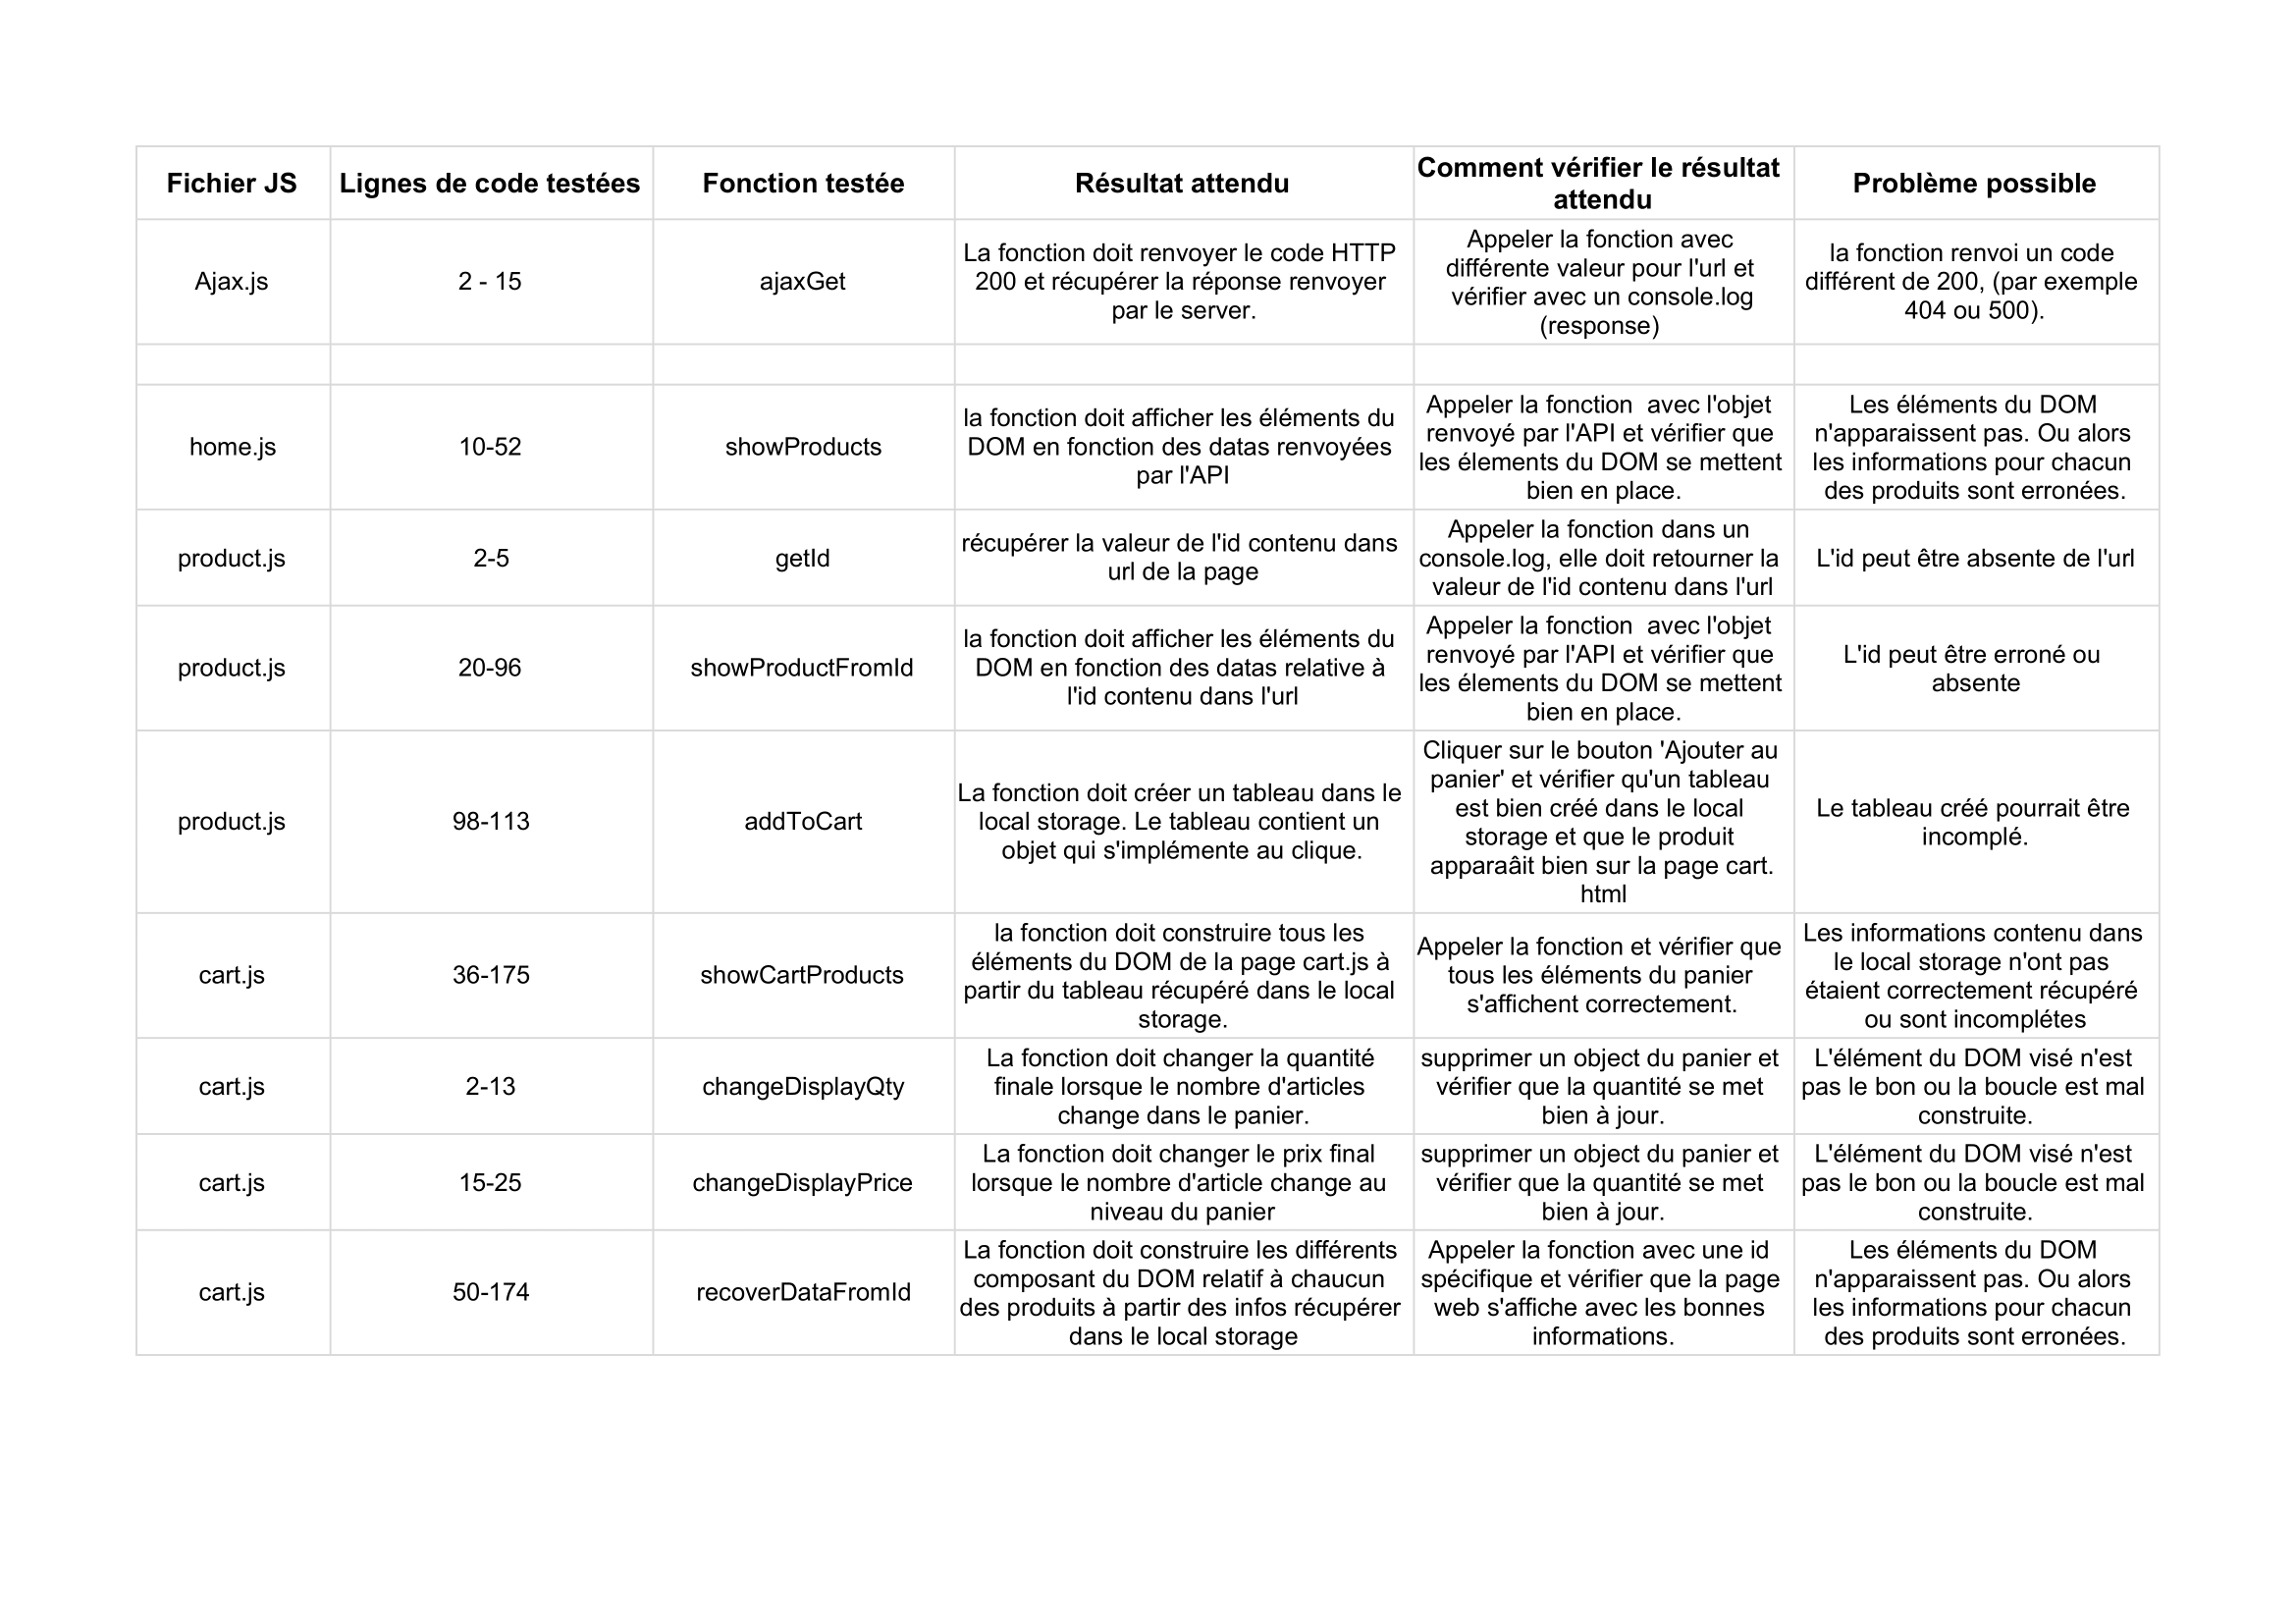 Fichier JS
Lignes de code testées
Fonction testée
Résultat attendu
Comment vérifier le résultat
attendu
Problème possible
Ajax.js
2 - 15
ajaxGet
La fonction doit renvoyer le code HTTP
200 et récupérer la réponse renvoyer
par le server.
Appeler la fonction avec
différente valeur pour l'url et
vérifier avec un console.log
(response)
la fonction renvoi un code
différent de 200, (par exemple
404 ou 500).
home.js
10-52
showProducts
la fonction doit afficher les éléments du
DOM en fonction des datas renvoyées
par l'API
Appeler la fonction  avec l'objet
renvoyé par l'API et vérifier que
les élements du DOM se mettent
bien en place.
Les éléments du DOM
n'apparaissent pas. Ou alors
les informations pour chacun
des produits sont erronées.
product.js
2-5
getId
récupérer la valeur de l'id contenu dans
url de la page
Appeler la fonction dans un
console.log, elle doit retourner la
valeur de l'id contenu dans l'url
L'id peut être absente de l'url
product.js
20-96
showProductFromId
la fonction doit afficher les éléments du
DOM en fonction des datas relative à
l'id contenu dans l'url
Appeler la fonction  avec l'objet
renvoyé par l'API et vérifier que
les élements du DOM se mettent
bien en place.
L'id peut être erroné ou
absente
product.js
98-113
addToCart
La fonction doit créer un tableau dans le
local storage. Le tableau contient un
objet qui s'implémente au clique.
Cliquer sur le bouton 'Ajouter au
panier' et vérifier qu'un tableau
est bien créé dans le local
storage et que le produit
apparaâit bien sur la page cart.
html
Le tableau créé pourrait être
incomplé.
cart.js
36-175
showCartProducts
la fonction doit construire tous les
éléments du DOM de la page cart.js à
partir du tableau récupéré dans le local
storage.
Appeler la fonction et vérifier que
tous les éléments du panier
s'affichent correctement.
Les informations contenu dans
le local storage n'ont pas
étaient correctement récupéré
ou sont incomplétes
cart.js
2-13
changeDisplayQty
La fonction doit changer la quantité
finale lorsque le nombre d'articles
change dans le panier.
supprimer un object du panier et
vérifier que la quantité se met
bien à jour.
L'élément du DOM visé n'est
pas le bon ou la boucle est mal
construite.
cart.js
15-25
changeDisplayPrice
La fonction doit changer le prix final
lorsque le nombre d'article change au
niveau du panier
supprimer un object du panier et
vérifier que la quantité se met
bien à jour.
L'élément du DOM visé n'est
pas le bon ou la boucle est mal
construite.
cart.js
50-174
recoverDataFromId
La fonction doit construire les différents
composant du DOM relatif à chaucun
des produits à partir des infos récupérer
dans le local storage
Appeler la fonction avec une id
spécifique et vérifier que la page
web s'affiche avec les bonnes
informations.
Les éléments du DOM
n'apparaissent pas. Ou alors
les informations pour chacun
des produits sont erronées.